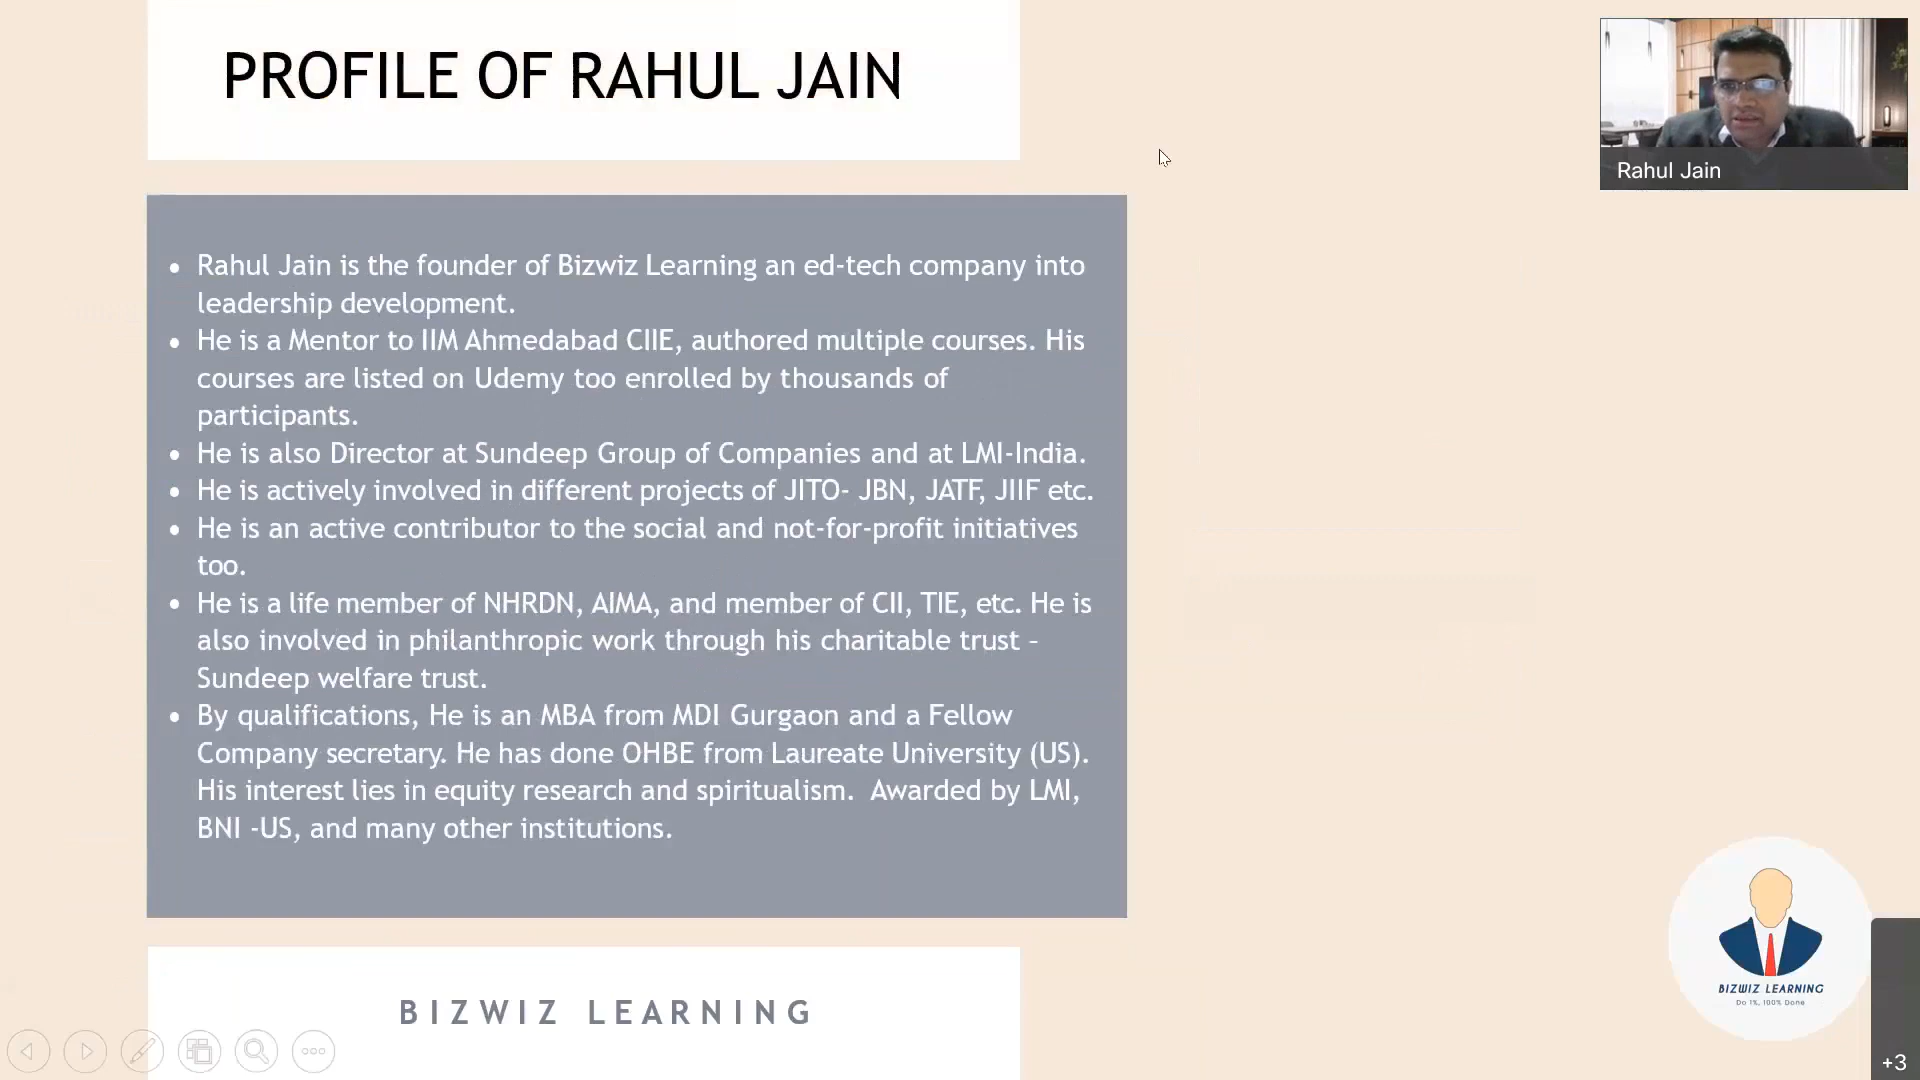 PROFILE OF RAHUL JAIN
Rahul Jain
• Rahul Jain is the founder of Bizwiz Learning an ed-tech company into
leadership development.
• He is a Mentor to IIM Ahmedabad CIIE, authored multiple courses. His
courses are listed on Udemy too enrolled by thousands of
participants.
• He is also Director at Sundeep Group of Companies and at LMI-India.
• He is actively involved in different projects of JITO- JBN, JATF, JIIF etc.
• He is an active contributor to the social and not-for-profit initiatives
too.
• He is a life member of NHRDN, AIMA, and member of CII, TIE, etc. He is
also involved in philanthropic work through his charitable trust –
Sundeep welfare trust.
• By qualifications, He is an MBA from MDI Gurgaon and a Fellow
Company secretary. He has done OHBE from Laureate University (US).
His interest lies in equity research and spiritualism.  Awarded by LMI,
BNI -US, and many other institutions.
BIZWIZ LEARNING
Do 1%, 100% Done
BIZWIZ LEARNING
+3